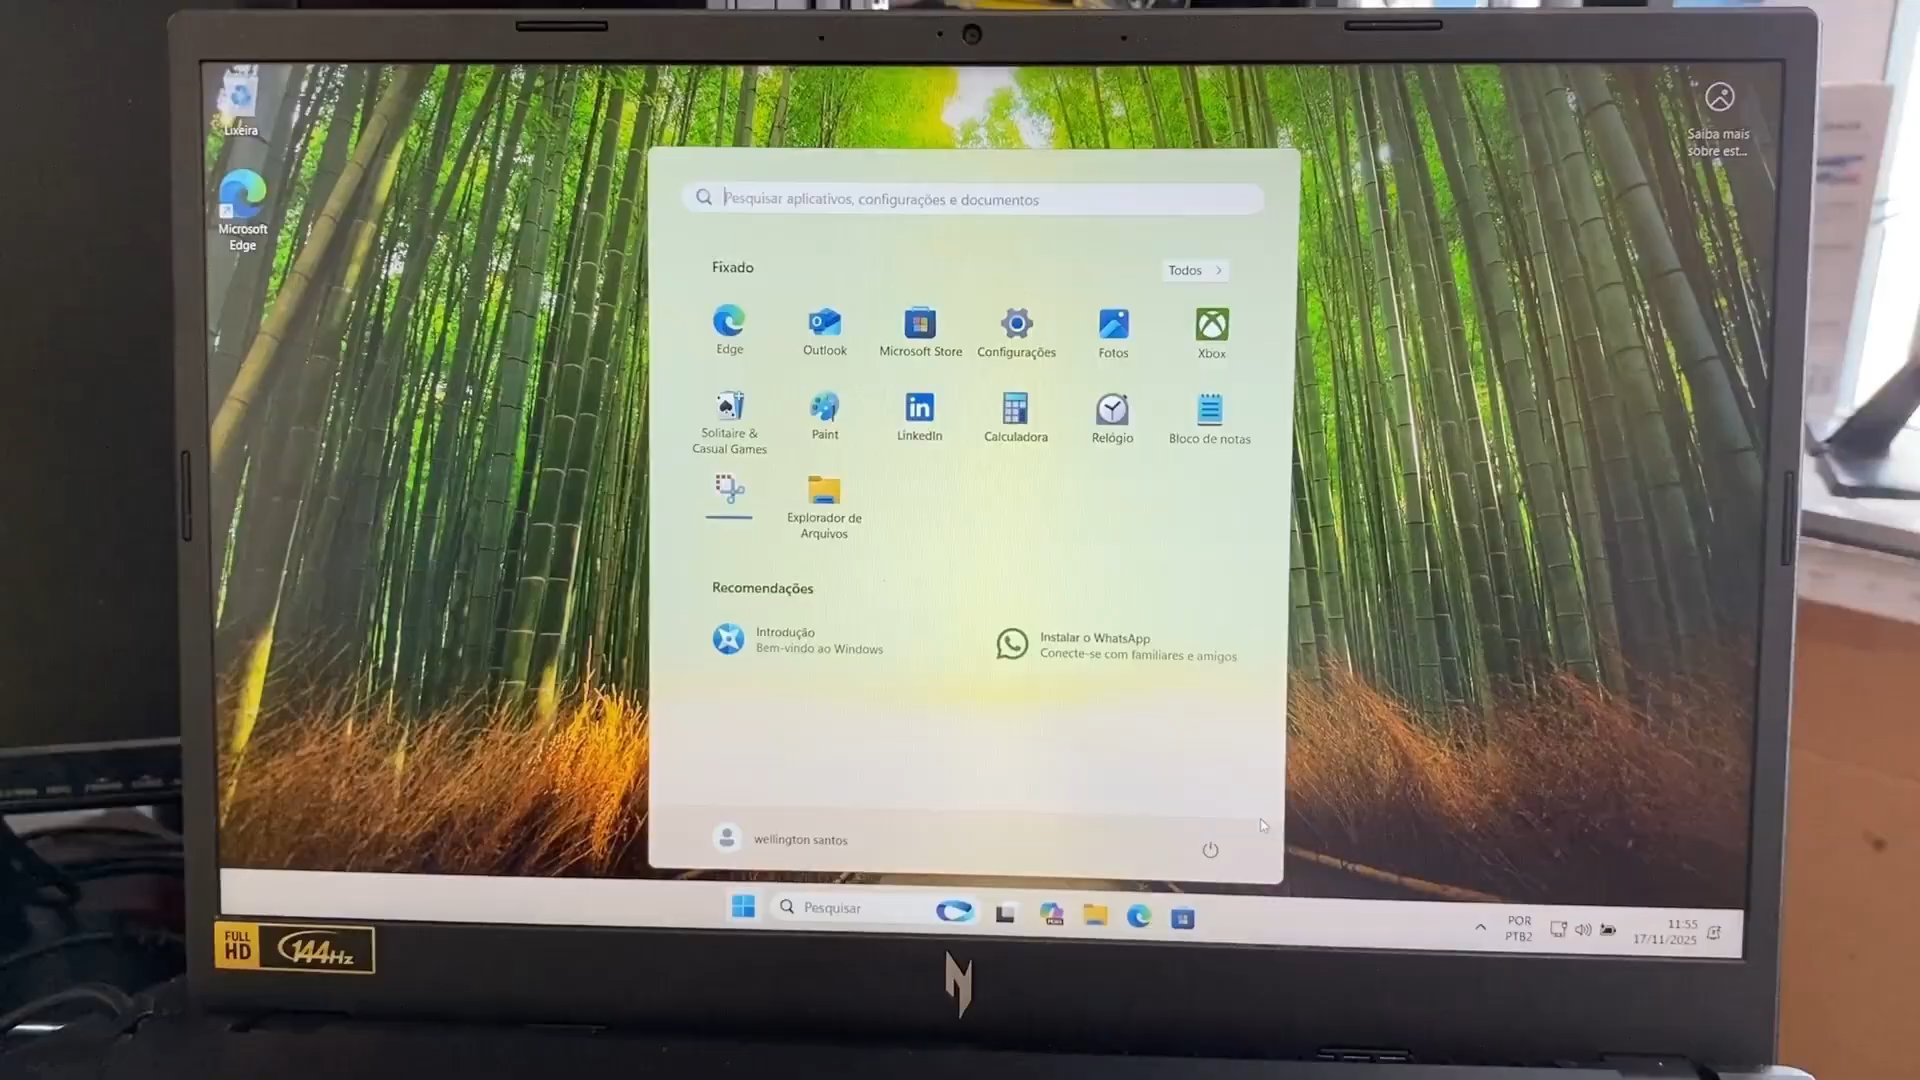 Lixeira
Microsoft
Edge
Saiba mais
sobre est...
Pesquisar aplicativos, configurações e documentos
Fixado
Todos
Edge
Outlook
Microsoft Store
Configurações
Fotos
Xbox
Solitaire &
Casual Games
Paint
LinkedIn
Calculadora
Relógio
Bloco de notas
Explorador de
Arquivos
Recomendações
Introdução
Bem-vindo ao Windows
Instalar o WhatsApp
Conecte-se com familiares e amigos
wellington santos
Pesquisar
POR
PTB2
11:55
17/11/2025
FULL
HD
144Hz